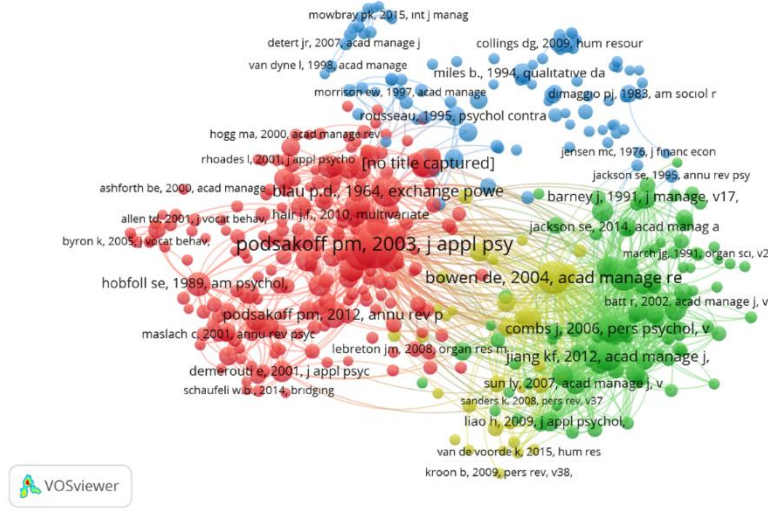 mowbray pk, 2015, int j manag
detert jr, 2007, acad manage j
collings dg, 2009, hum resour
van dyne l, 1998, acad manage
miles b., 1994, qualitative da
morrison ew, 1997, acad manage
dimaggio pj, 1983, am sociol r
rousseau, 1995, psychol contra
hogg ma, 2000, acad manage rev
jensen mc, 1976, j financ econ
rhoades l, 2001, j appl psycho
[no title captured]
jackson se, 1995, annu rev psy
ashforth be, 2000, acad manage
blau p.d., 1964, exchange powe
barney j, 1991, j manage, v17,
allen td, 2001, j vocat behav,
hair j.f., 2010, multivariate
jackson se, 2014, acad manag a
byron k, 2005, j vocat behav,
podsakoff pm, 2003, j appl psy
march jg, 1991, organ sci, v2
hobfoll se, 1989, am psychol,
bowen de, 2004, acad manage re
batt r, 2002, acad manage j, v
podsakoff pm, 2012, annu rev p
combs j, 2006, pers psychol, v
maslach c, 2001, annu rev psyc
lebreton jm, 2008, organ res m
jiang kf, 2012, acad manage j,
demerouti e, 2001, j appl psyc
sun ly, 2007, acad manage j, v
schaufeli w.b., 2014, bridging
sanders k, 2008, pers rev, v37
liao h, 2009, j appl psychol,
van de voorde k, 2015, hum res
kroon b, 2009, pers rev, v38,
VOSviewer